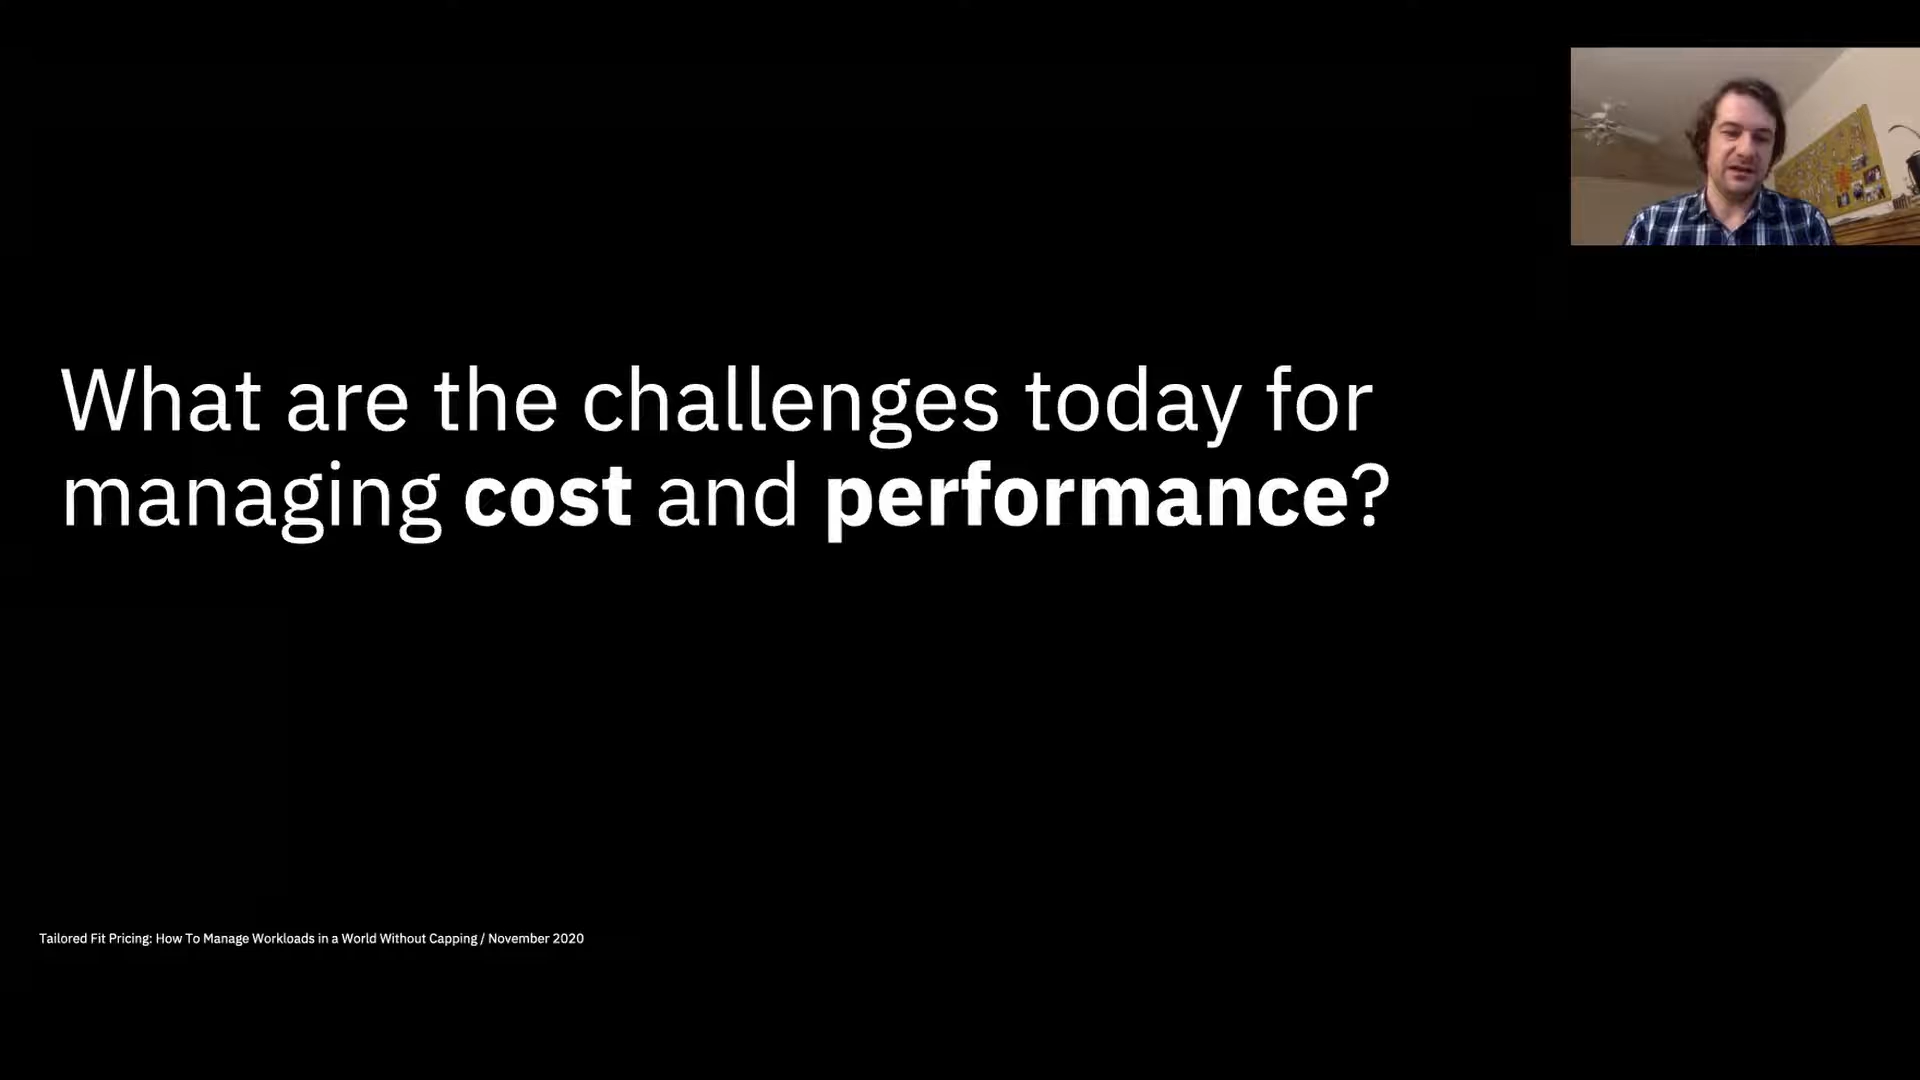 What are the challenges today for
managing cost and performance?
Tailored Fit Pricing: How To Manage Workloads in a World Without Capping / November 2020